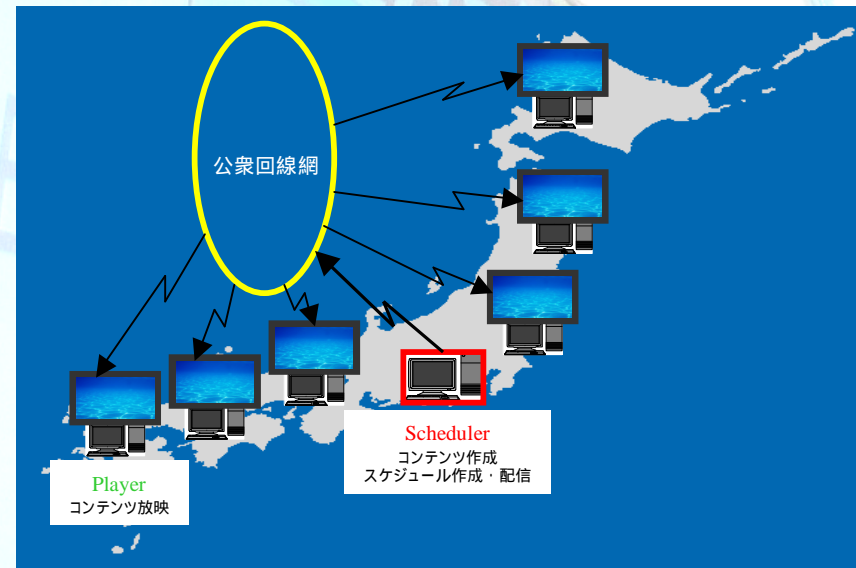 公衆回線網
Scheduler
コンテンツ作成
スケジュール作成・配信
Player
コンテンツ放映